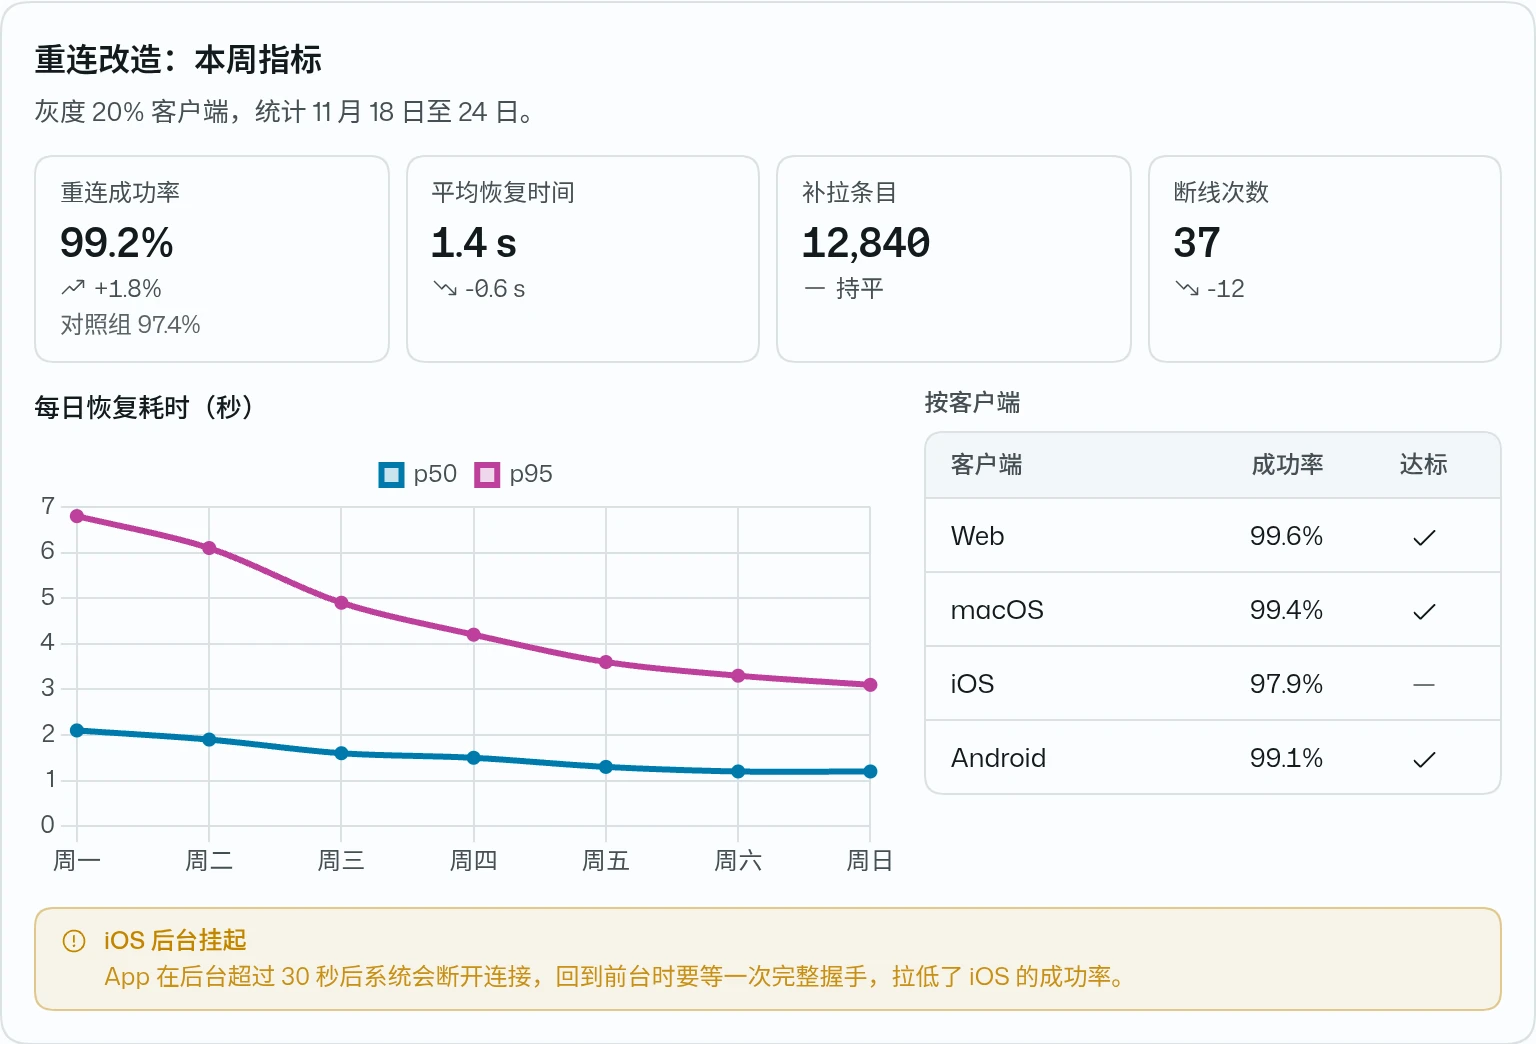 重连改造：本周指标
灰度 20% 客户端，统计 11 月 18 日至 24 日。
重连成功率
99.2%
+1.8%
对照组 97.4%
平均恢复时间
1.4 s
-0.6 s
补拉条目
12,840
持平
断线次数
37
-12
每日恢复耗时（秒）
p50 p95
7
6
5
4
3
2
1
0
周一 周二 周三 周四 周五 周六 周日
按客户端
客户端 成功率 达标
Web 99.6% ✓
macOS 99.4% ✓
iOS 97.9% —
Android 99.1% ✓
iOS 后台挂起
App 在后台超过 30 秒后系统会断开连接，回到前台时要等一次完整握手，拉低了 iOS 的成功率。